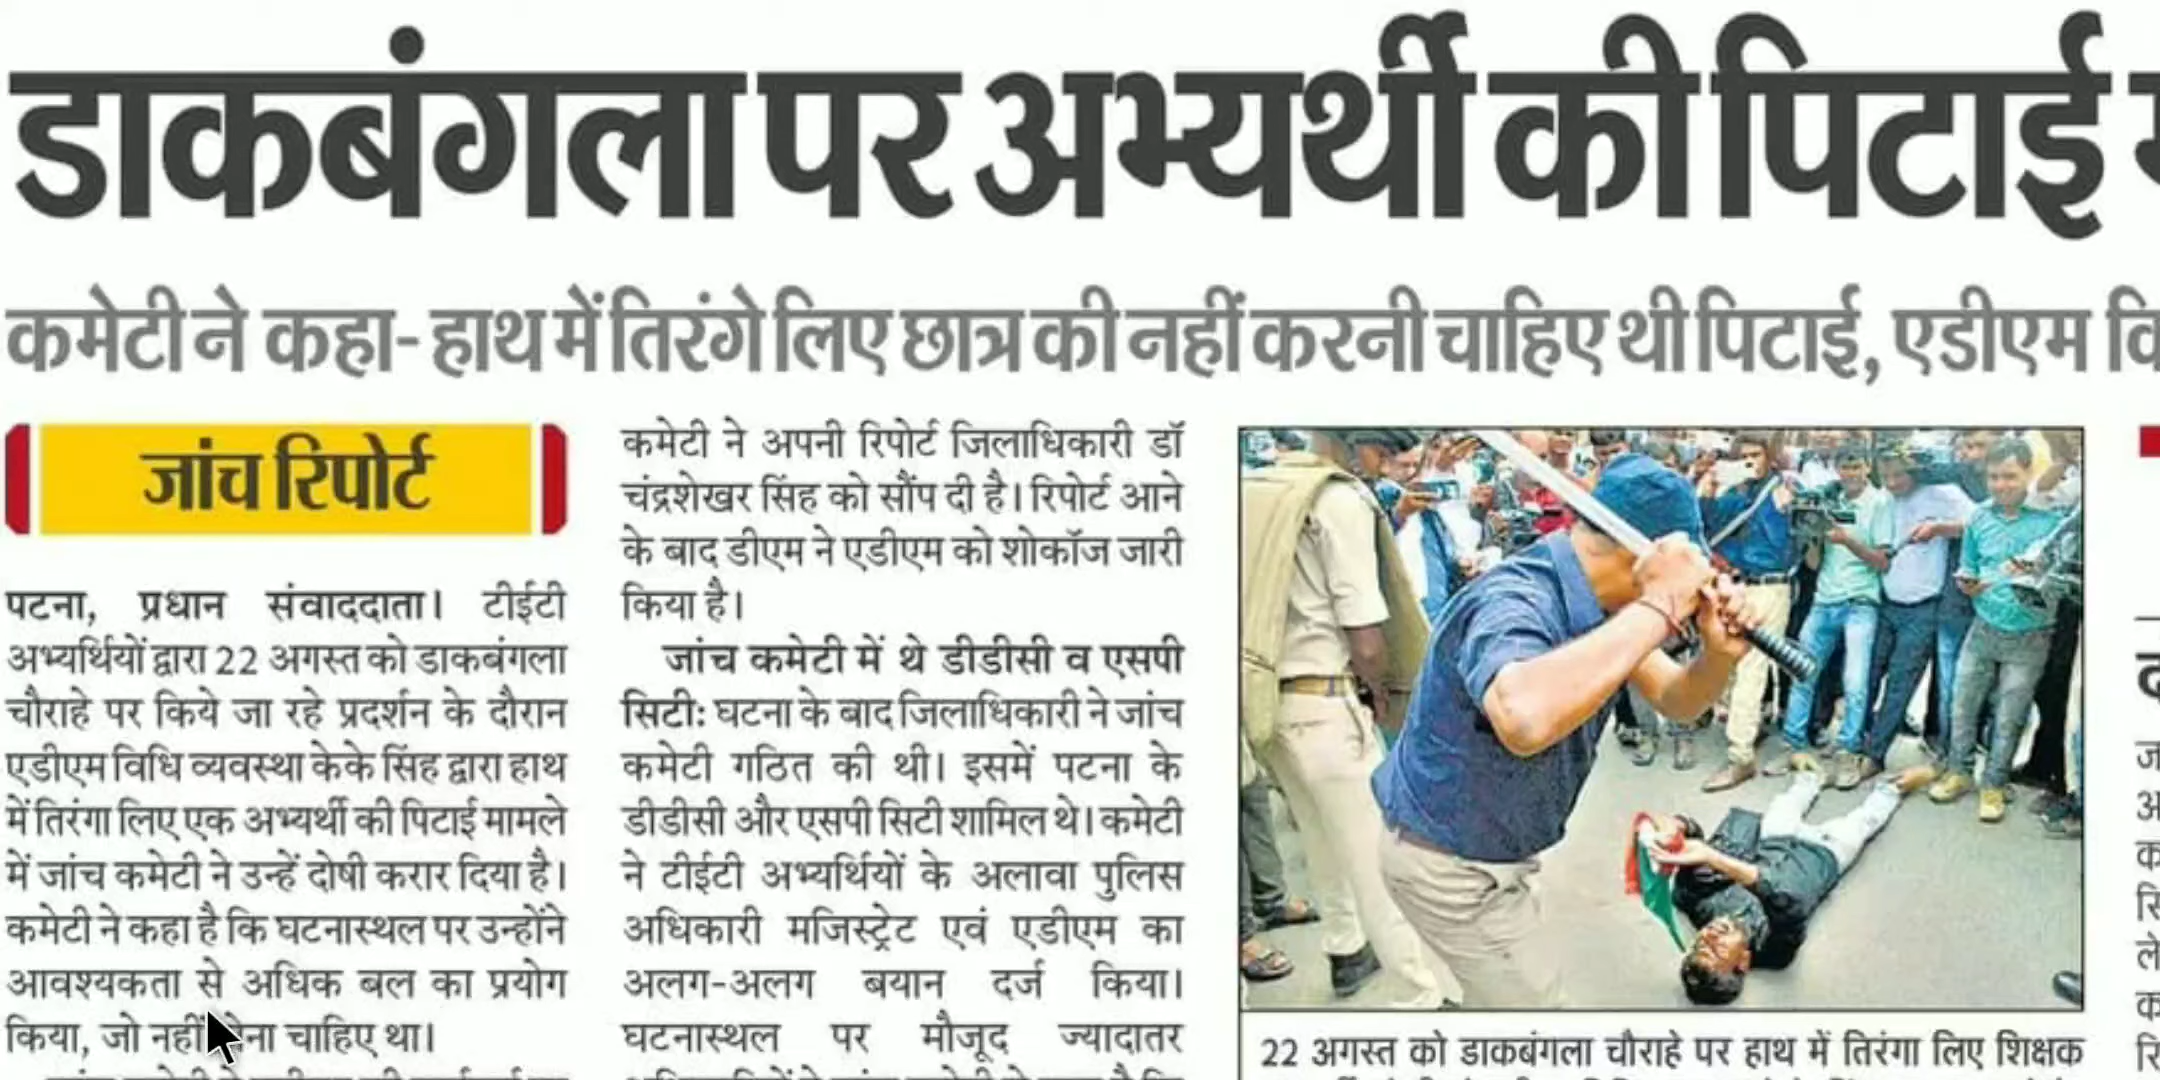 डाकबंगला पर अभ्यर्थी की पिटाई
कमेटी ने कहा- हाथ में तिरंगे लिए छात्र की नहीं करनी चाहिए थी पिटाई, एडीएम
जांच रिपोर्ट
पटना, प्रधान संवाददाता। टीईटी
अभ्यर्थियों द्वारा 22 अगस्त को डाकबंगला
चौराहे पर किये जा रहे प्रदर्शन के दौरान
एडीएम विधि व्यवस्था केके सिंह द्वारा हाथ
में तिरंगा लिए एक अभ्यर्थी की पिटाई मामले
में जांच कमेटी ने उन्हें दोषी करार दिया है।
कमेटी ने कहा है कि घटनास्थल पर उन्होंने
आवश्यकता से अधिक बल का प्रयोग
किया, जो नहीं चाहिए था।
कमेटी ने अपनी रिपोर्ट जिलाधिकारी डॉ
चंद्रशेखर सिंह को सौंप दी है। रिपोर्ट आने
के बाद डीएम ने एडीएम को शोकॉज जारी
किया है।
जांच कमेटी में थे डीडीसी व एसपी
सिटी: घटना के बाद जिलाधिकारी ने जांच
कमेटी गठित की थी। इसमें पटना के
डीडीसी और एसपी सिटी शामिल थे। कमेटी
ने टीईटी अभ्यर्थियों के अलावा पुलिस
अधिकारी मजिस्ट्रेट एवं एडीएम का
अलग-अलग बयान दर्ज किया।
घटनास्थल पर मौजूद ज्यादातर
22 अगस्त को डाकबंगला चौराहे पर हाथ में तिरंगा लिए शिक्षक